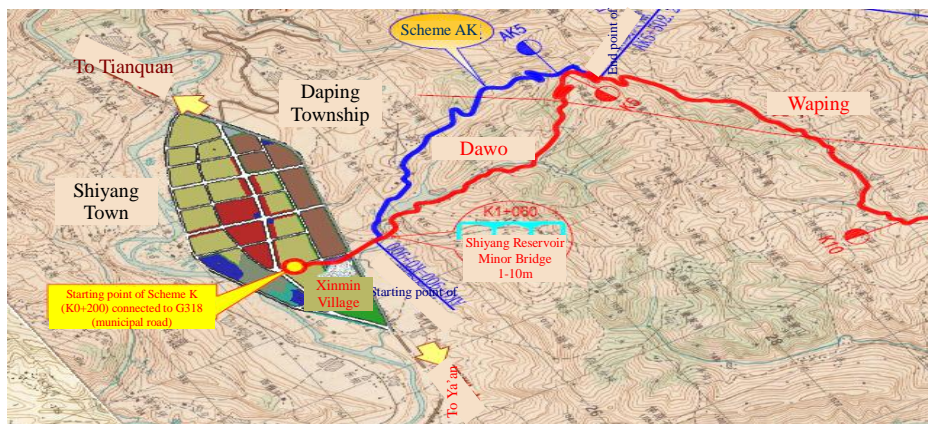 Scheme AK
AK5
End point of
To Tianquan
Daping
Township
K6
Waping
Dawo
Shiyang
Town
K1+060
Shiyang Reservoir
Minor Bridge
1-10m
K10
Xinmin
Village
Starting point of
Starting point of Scheme K
(K0+200) connected to G318
(municipal road)
To Ya'an